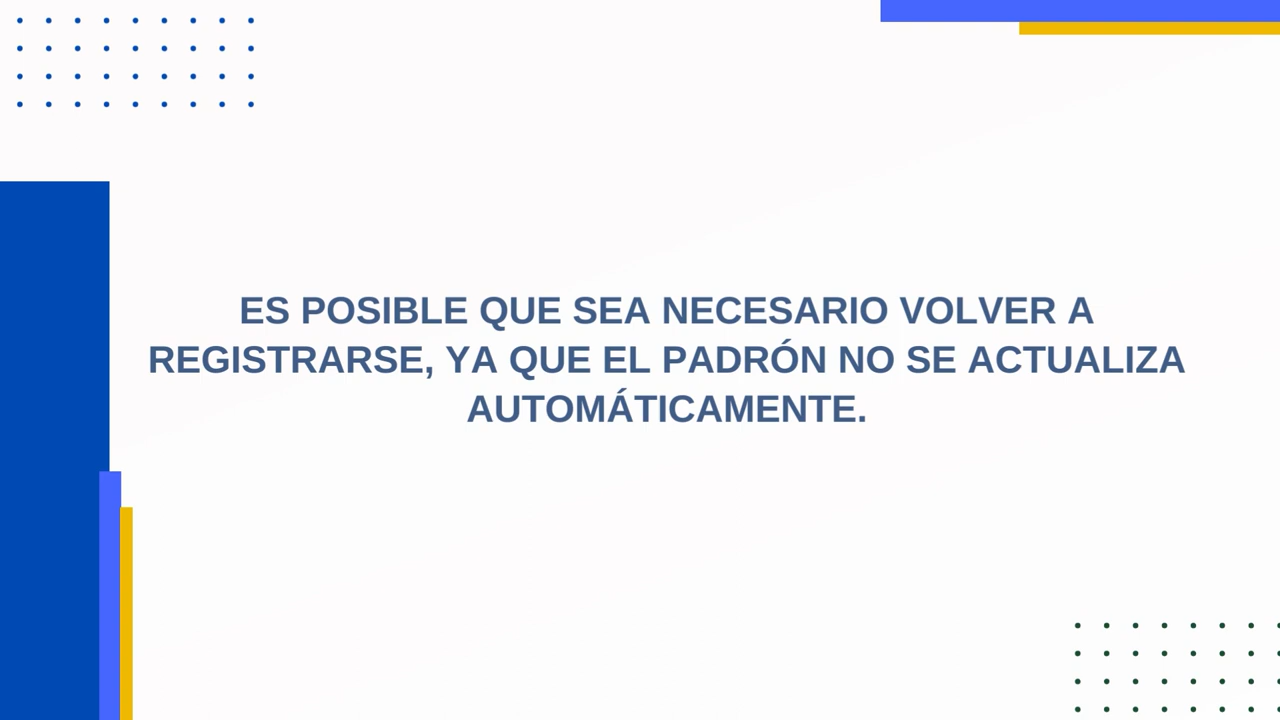 ES POSIBLE QUE SEA NECESARIO VOLVER A
REGISTRARSE, YA QUE EL PADRÓN NO SE ACTUALIZA
AUTOMÁTICAMENTE.